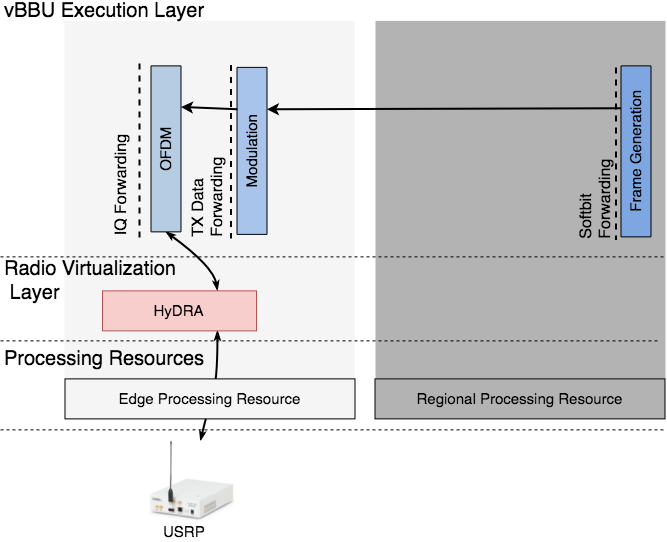 vBBU Execution Layer
IQ Forwarding
OFDM
TX Data
Forwarding
Modulation
Softbit
Forwarding
Frame Generation
Radio Virtualization
Layer
HyDRA
Processing Resources
Edge Processing Resource
Regional Processing Resource
USRP